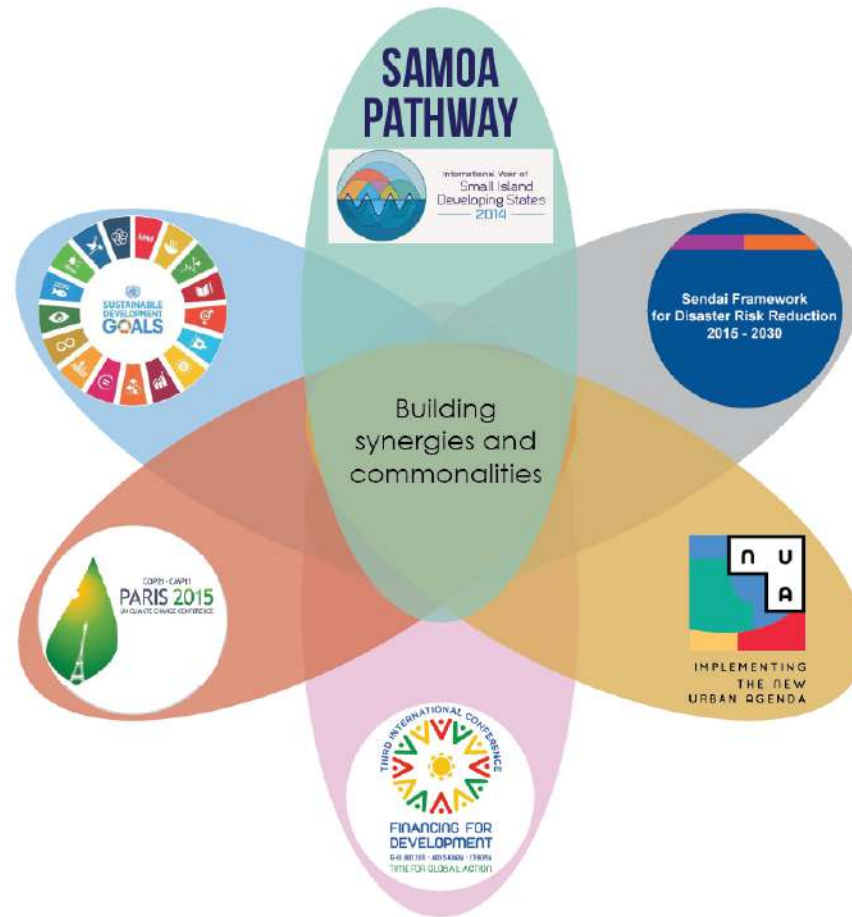 SAMOA
PATHWAY
International Year of
Small Island
Developing States
2014
SUSTAINABLE
DEVELOPMENT
GOALS
Sendai Framework
for Disaster Risk Reduction
2015 - 2030
Building
synergies and
commonalities
COP21 · CMP11
PARIS 2015
UN CLIMATE CHANGE CONFERENCE
NUA
IMPLEMENTING
THE NEW
URBAN AGENDA
THIRD INTERNATIONAL CONFERENCE
FINANCING FOR
DEVELOPMENT
TIME FOR GLOBAL ACTION